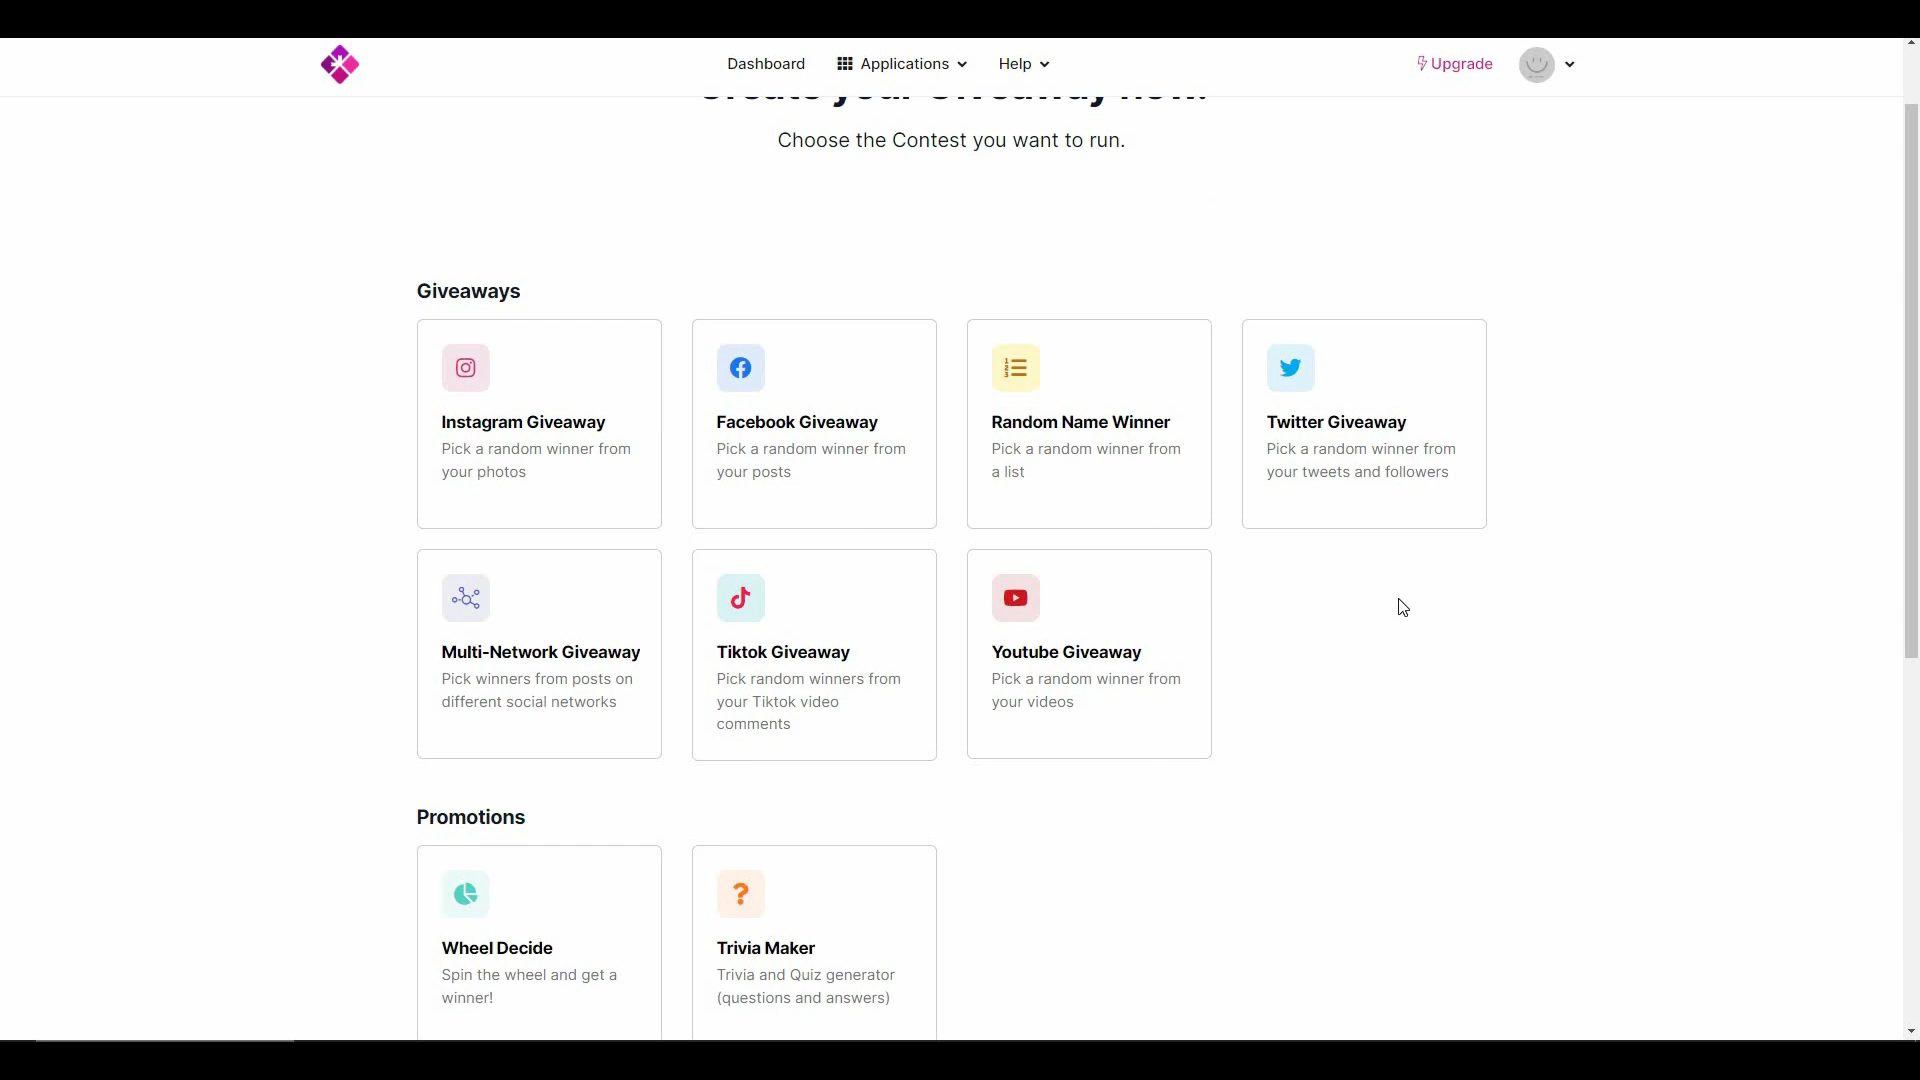 Dashboard
Applications
Help
Upgrade
Create your Giveaway now!
Choose the Contest you want to run.
Giveaways
Instagram Giveaway
Pick a random winner from
your photos
Facebook Giveaway
Pick a random winner from
your posts
Random Name Winner
Pick a random winner from
a list
Twitter Giveaway
Pick a random winner from
your tweets and followers
Multi-Network Giveaway
Pick winners from posts on
different social networks
Tiktok Giveaway
Pick random winners from
your Tiktok video
comments
Youtube Giveaway
Pick a random winner from
your videos
Promotions
Wheel Decide
Spin the wheel and get a
winner!
Trivia Maker
Trivia and Quiz generator
(questions and answers)